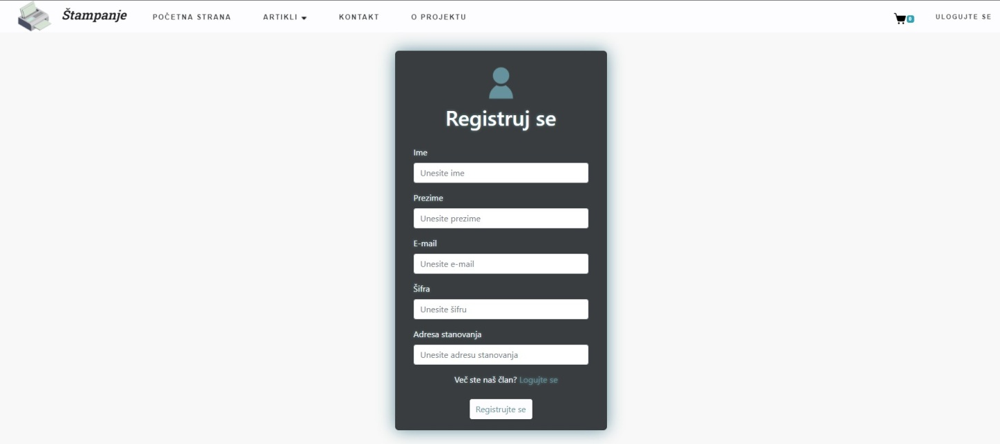 Štampanje
POČETNA STRANA
ARTIKLI
KONTAKT
O PROJEKTU
0
ULOGUJTE SE
Registruj se
Ime
Unesite ime
Prezime
Unesite prezime
E-mail
Unesite e-mail
Šifra
Unesite šifru
Adresa stanovanja
Unesite adresu stanovanja
Več ste naš član? Logujte se
Registrujte se